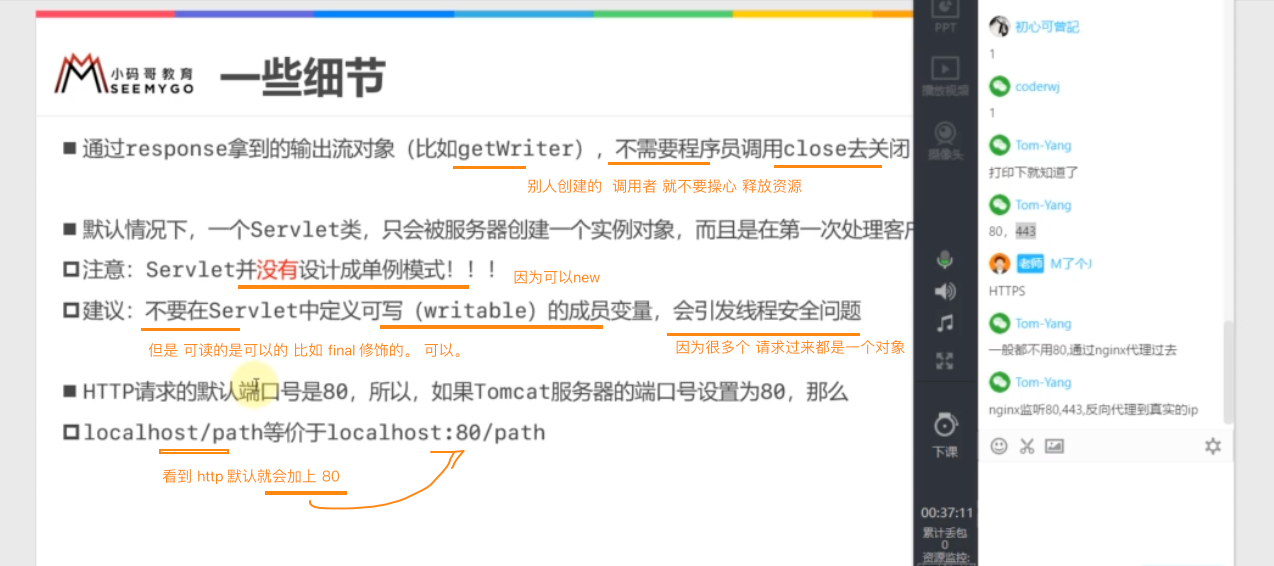 小码哥教育
SEEMYGO
一些细节
■ 通过response拿到的输出流对象（比如getWriter），不需要程序员调用close去关闭
别人创建的 调用者 就不要操心 释放资源
■ 默认情况下，一个Servlet类，只会被服务器创建一个实例对象，而且是在第一次处理客户
注意：Servlet并没有设计成单例模式！！！
因为可以new
建议：不要在Servlet中定义可写（writable）的成员变量，会引发线程安全问题
但是 可读的是可以的 比如 final 修饰的。 可以。
因为很多个 请求过来都是一个对象
■ HTTP请求的默认端口号是80，所以，如果Tomcat服务器的端口号设置为80，那么
localhost/path等价于localhost:80/path
看到 http 默认就会加上 80
PPT
播放视频
摄像头
下课
00:37:11
累计丢包
0
资源监控:
初心可曾記
1
coderwj
1
Tom-Yang
打印下就知道了
Tom-Yang
80，443
老师 M了个J
HTTPS
Tom-Yang
一般都不用80,通过nginx代理过去
Tom-Yang
nginx监听80,443,反向代理到真实的ip